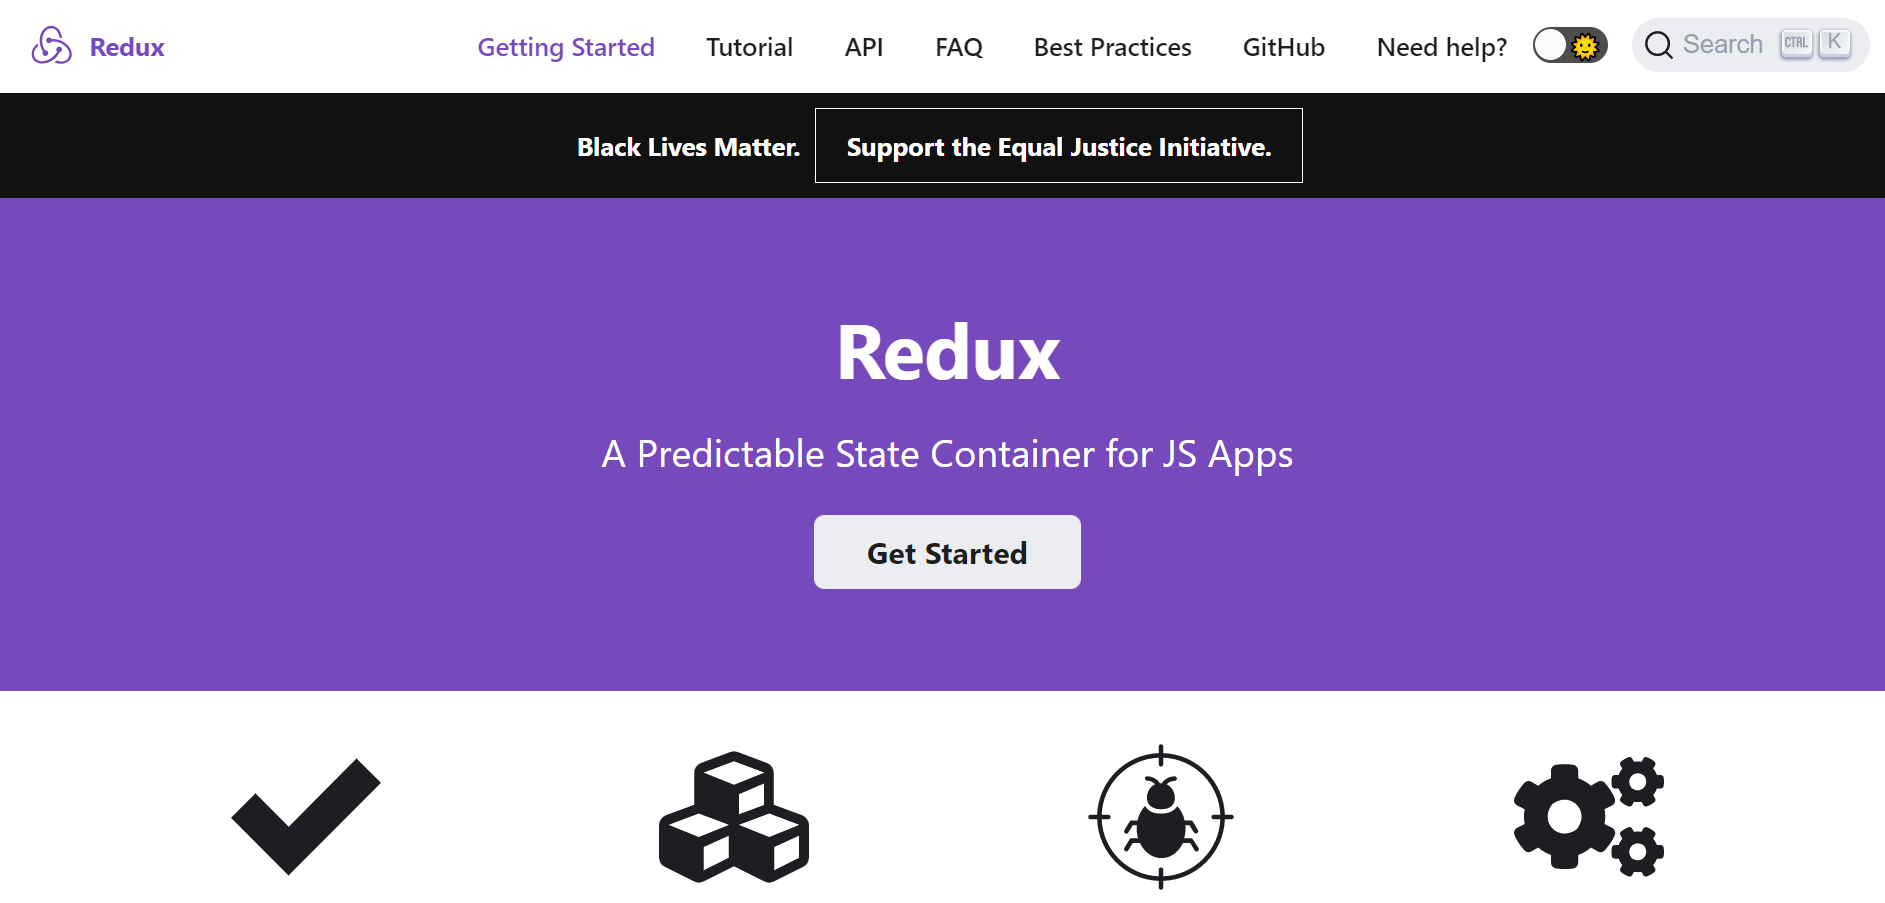 Redux Getting Started Tutorial API FAQ Best Practices GitHub Need help? Search CTRL K
Black Lives Matter. Support the Equal Justice Initiative.
Redux
A Predictable State Container for JS Apps
Get Started